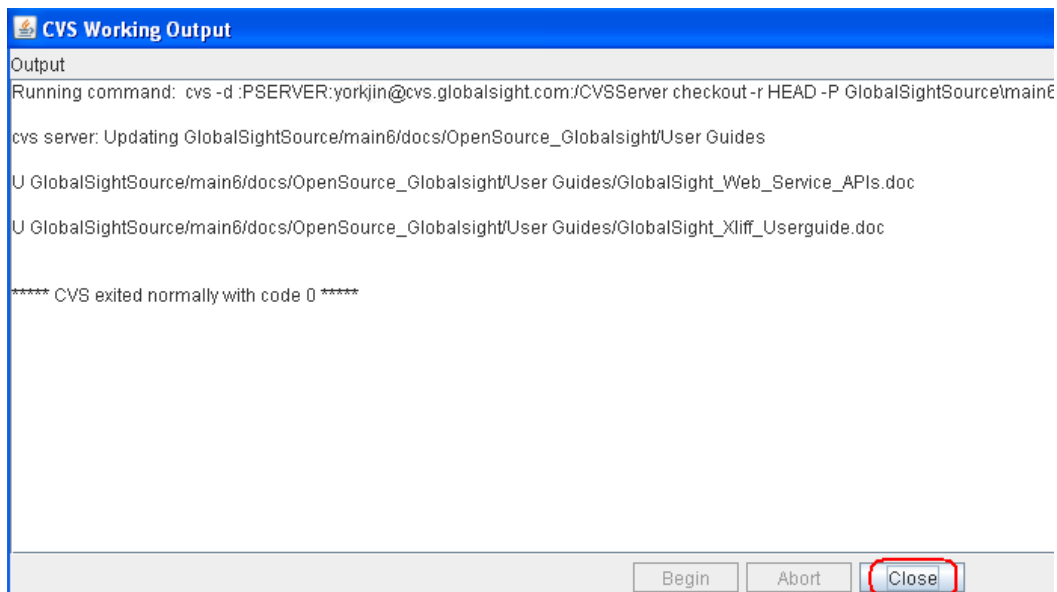 CVS Working Output
Output
Running command:  cvs -d :PSERVER:yorkjin@cvs.globalsight.com:/CVSServer checkout -r HEAD -P GlobalSightSource\main6
cvs server: Updating GlobalSightSource/main6/docs/OpenSource_Globalsight/User Guides
U GlobalSightSource/main6/docs/OpenSource_Globalsight/User Guides/GlobalSight_Web_Service_APIs.doc
U GlobalSightSource/main6/docs/OpenSource_Globalsight/User Guides/GlobalSight_Xliff_Userguide.doc
***** CVS exited normally with code 0 *****
Begin Abort Close